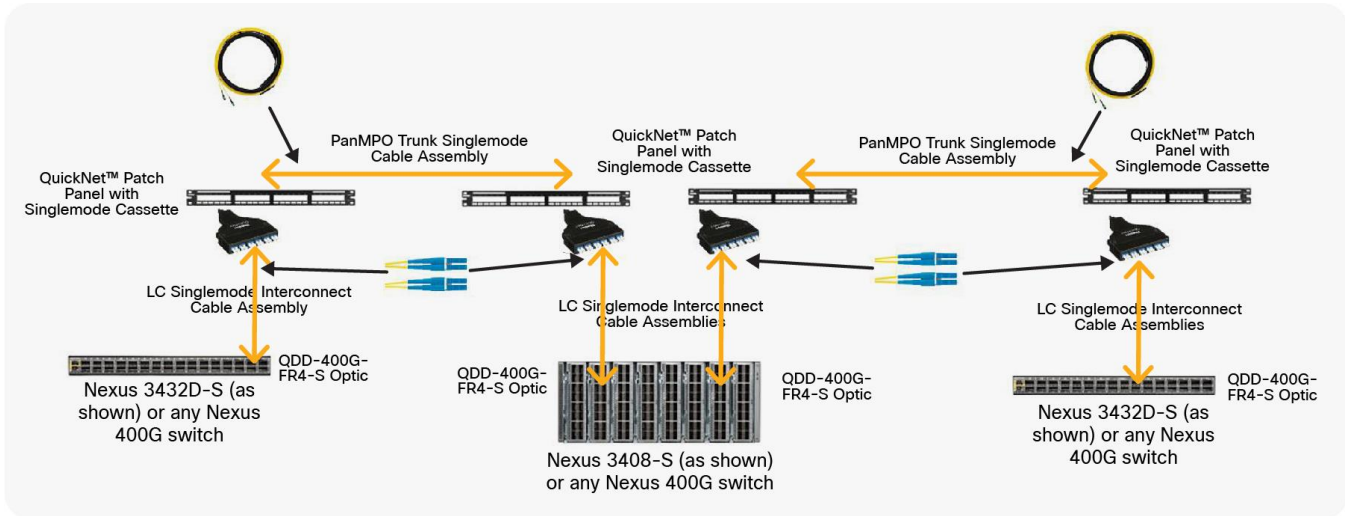 PanMPO Trunk Singlemode
Cable Assembly
QuickNet™ Patch
Panel with
Singlemode Cassette
PanMPO Trunk Singlemode
Cable Assembly
QuickNet™ Patch
Panel with
Singlemode Cassette
QuickNet™ Patch
Panel with
Singlemode Cassette
LC Singlemode Interconnect
Cable Assembly
LC Singlemode Interconnect
Cable Assemblies
LC Singlemode Interconnect
Cable Assemblies
QDD-400G-
FR4-S Optic
QDD-400G-
FR4-S Optic
QDD-400G-
FR4-S Optic
QDD-400G-
FR4-S Optic
Nexus 3432D-S (as
shown) or any Nexus
400G switch
Nexus 3408-S (as shown)
or any Nexus 400G switch
Nexus 3432D-S (as
shown) or any Nexus
400G switch